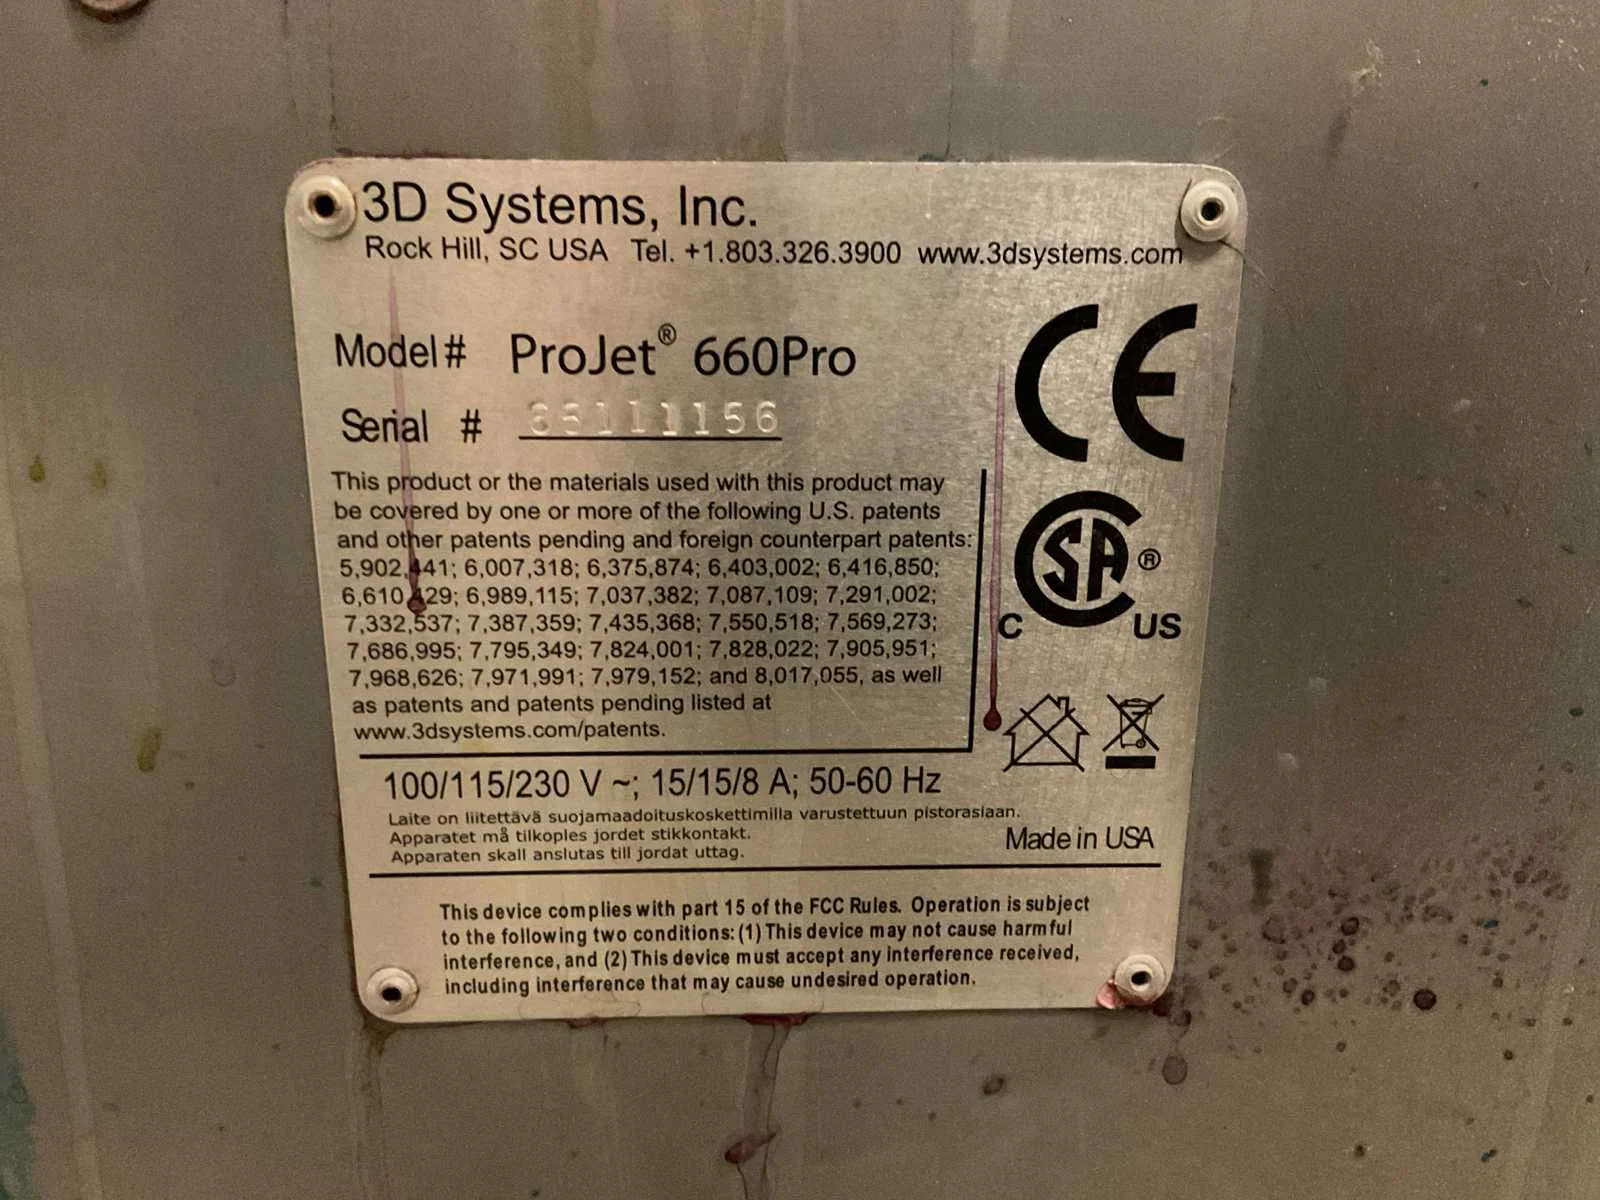 3D Systems, Inc.
Rock Hill, SC USA Tel. +1.803.326.3900 www.3dsystems.com
Model# ProJet® 660Pro
Serial #
This product or the materials used with this product may
be covered by one or more of the following U.S. patents
and other patents pending and foreign counterpart patents:
5,902,441; 6,007,318; 6,375,874; 6,403,002; 6,416,850;
6,610,429; 6,989,115; 7,037,382; 7,087,109; 7,291,002;
7,332,537; 7,387,359; 7,435,368; 7,550,518; 7,569,273;
7,686,995; 7,795,349; 7,824,001; 7,828,022; 7,905,951;
7,968,626; 7,971,991; 7,979,152; and 8,017,055, as well
as patents and patents pending listed at
www.3dsystems.com/patents.
CE
CSA®
C US
100/115/230 V ~; 15/15/8 A; 50-60 Hz
Laite on liitettävä suojamaadoituskoskettimilla varustettuun pistorasiaan.
Apparatet må tilkoples jordet stikkontakt.
Apparaten skall anslutas till jordat uttag.
Made in USA
This device complies with part 15 of the FCC Rules. Operation is subject
to the following two conditions: (1) This device may not cause harmful
interference, and (2) This device must accept any interference received,
including interference that may cause undesired operation.